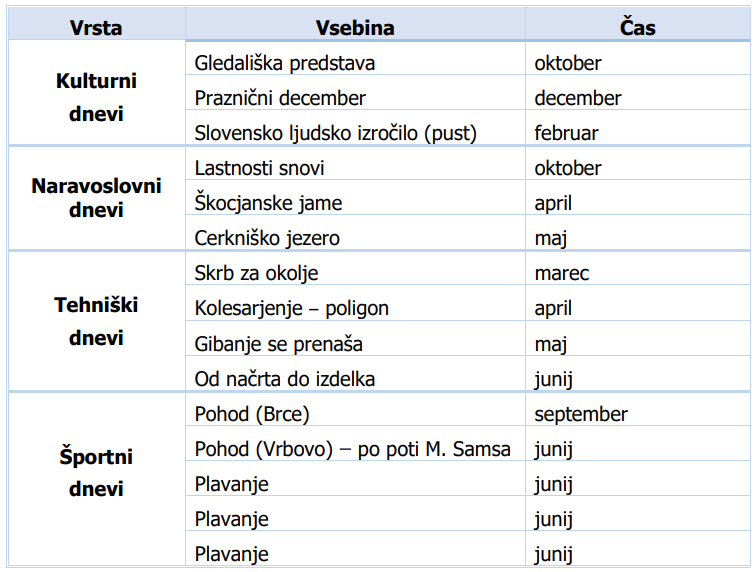 Vrsta Vsebina Čas
Kulturni dnevi
Gledališka predstava oktober
Praznični december december
Slovensko ljudsko izročilo (pust) februar
Naravoslovni dnevi
Lastnosti snovi oktober
Škocjanske jame april
Cerkniško jezero maj
Tehniški dnevi
Skrb za okolje marec
Kolesarjenje – poligon april
Gibanje se prenaša maj
Od načrta do izdelka junij
Športni dnevi
Pohod (Brce) september
Pohod (Vrbovo) – po poti M. Samsa junij
Plavanje junij
Plavanje junij
Plavanje junij